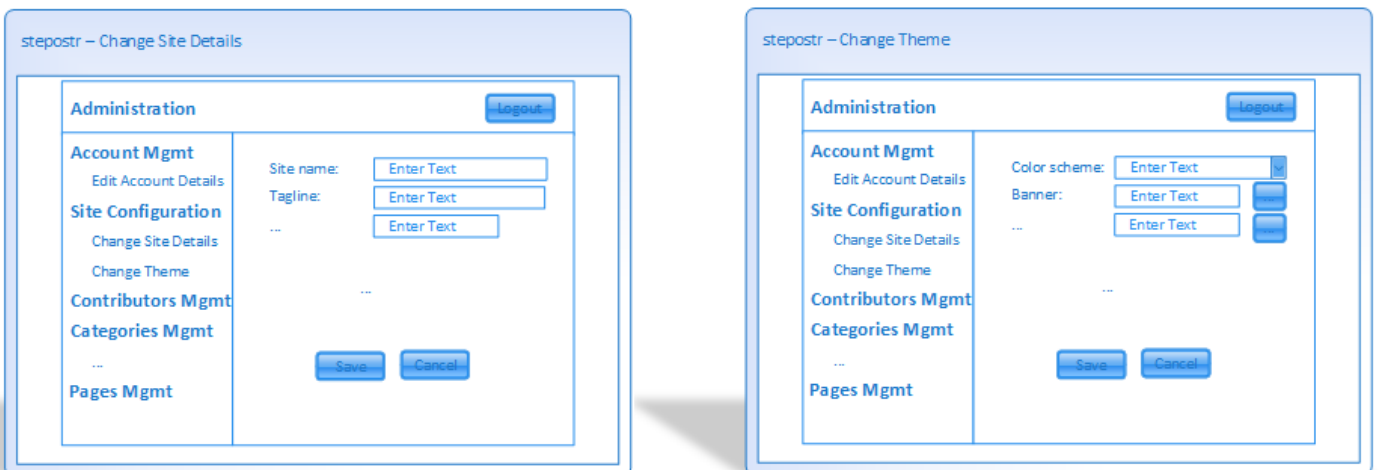 stepostr – Change Site Details
Administration
Logout
Account Mgmt
Edit Account Details
Site Configuration
Change Site Details
Change Theme
Contributors Mgmt
Categories Mgmt
...
Pages Mgmt
Site name:
Enter Text
Tagline:
Enter Text
...
Enter Text
...
Save
Cancel
stepostr – Change Theme
Administration
Logout
Account Mgmt
Edit Account Details
Site Configuration
Change Site Details
Change Theme
Contributors Mgmt
Categories Mgmt
...
Pages Mgmt
Color scheme:
Enter Text
Banner:
Enter Text
...
...
Enter Text
...
...
Save
Cancel